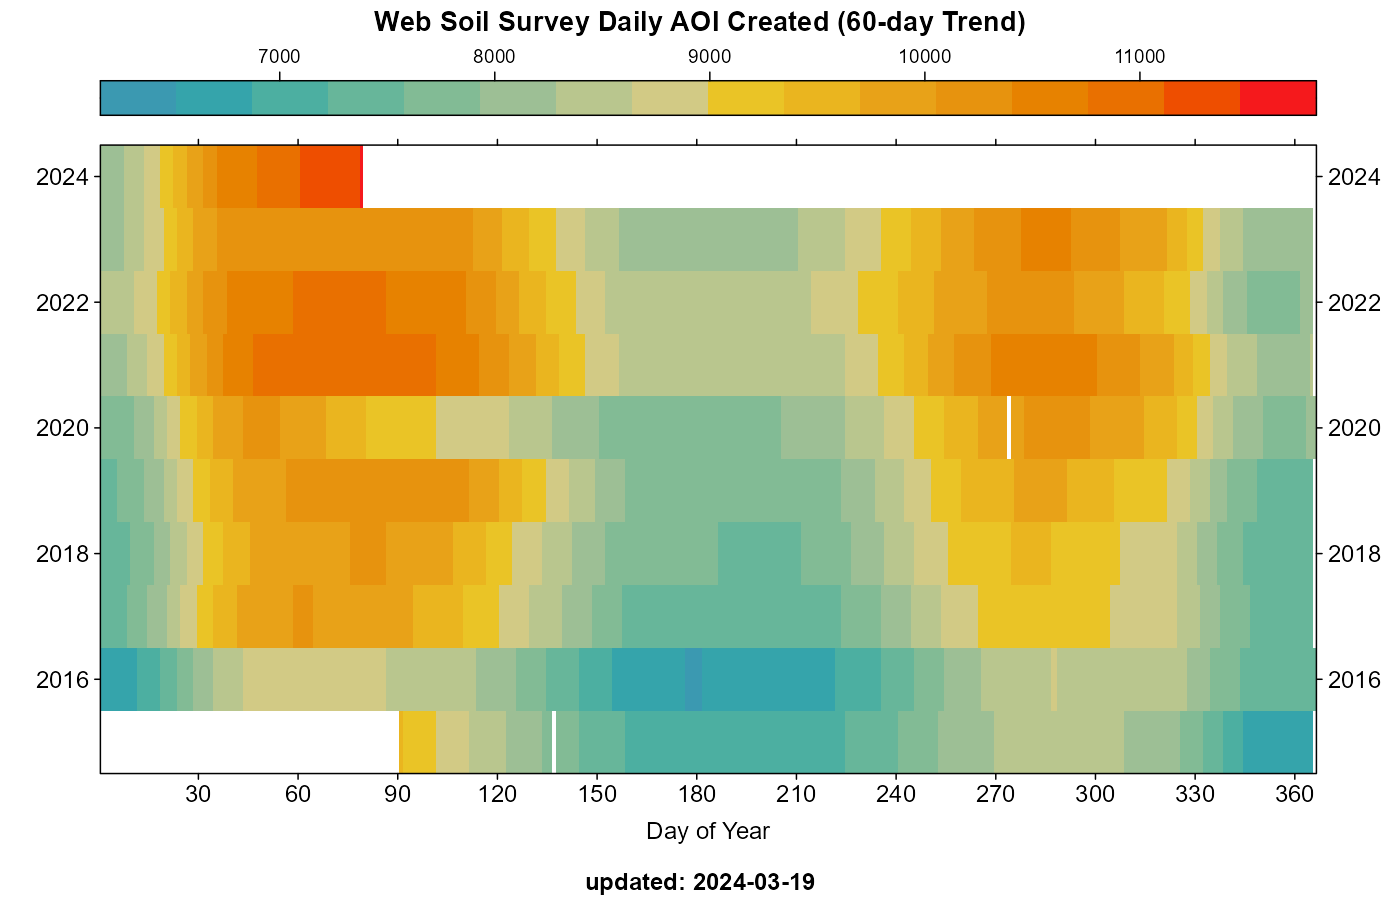 Web Soil Survey Daily AOI Created (60-day Trend)
7000 8000 9000 10000 11000
2024 2024
2022 2022
2020 2020
2018 2018
2016 2016
30 60 90 120 150 180 210 240 270 300 330 360
Day of Year
updated: 2024-03-19